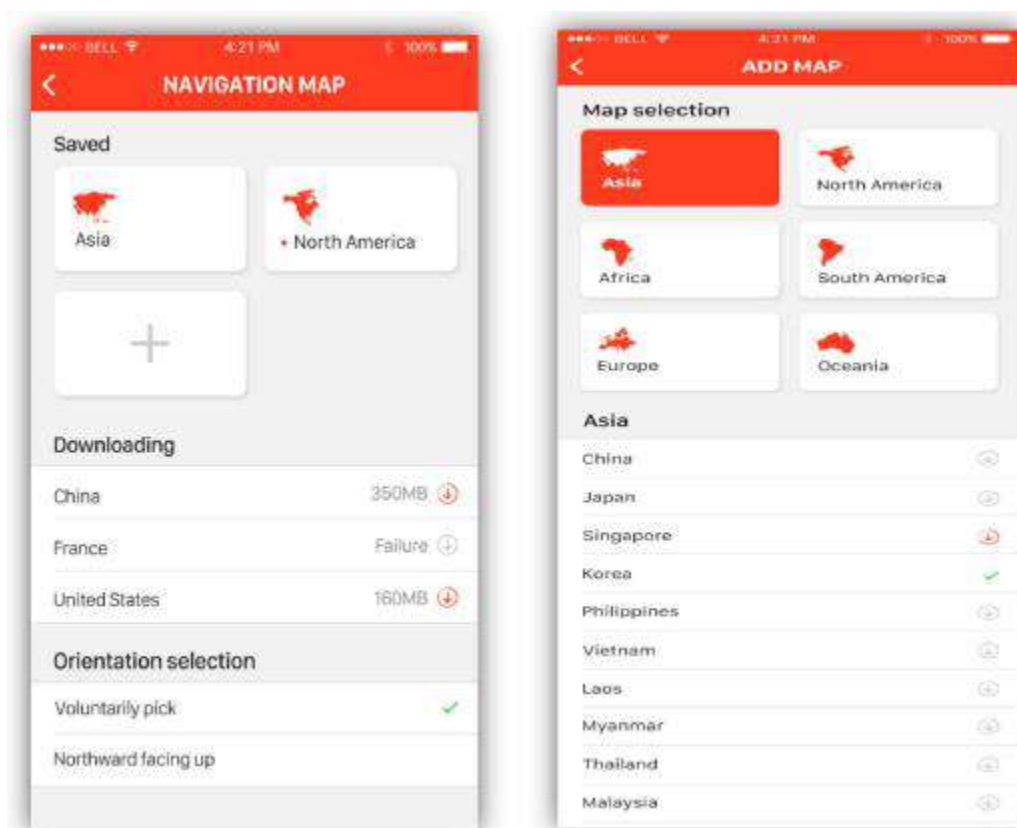 BELL 4:21 PM 100%
NAVIGATION MAP
Saved
Asia
• North America
Downloading
China 350MB
France Failure
United States 160MB
Orientation selection
Voluntarily pick
Northward facing up
BELL 4:21 PM 100%
ADD MAP
Map selection
Asia
North America
Africa
South America
Europe
Oceania
Asia
China
Japan
Singapore
Korea
Philippines
Vietnam
Laos
Myanmar
Thailand
Malaysia